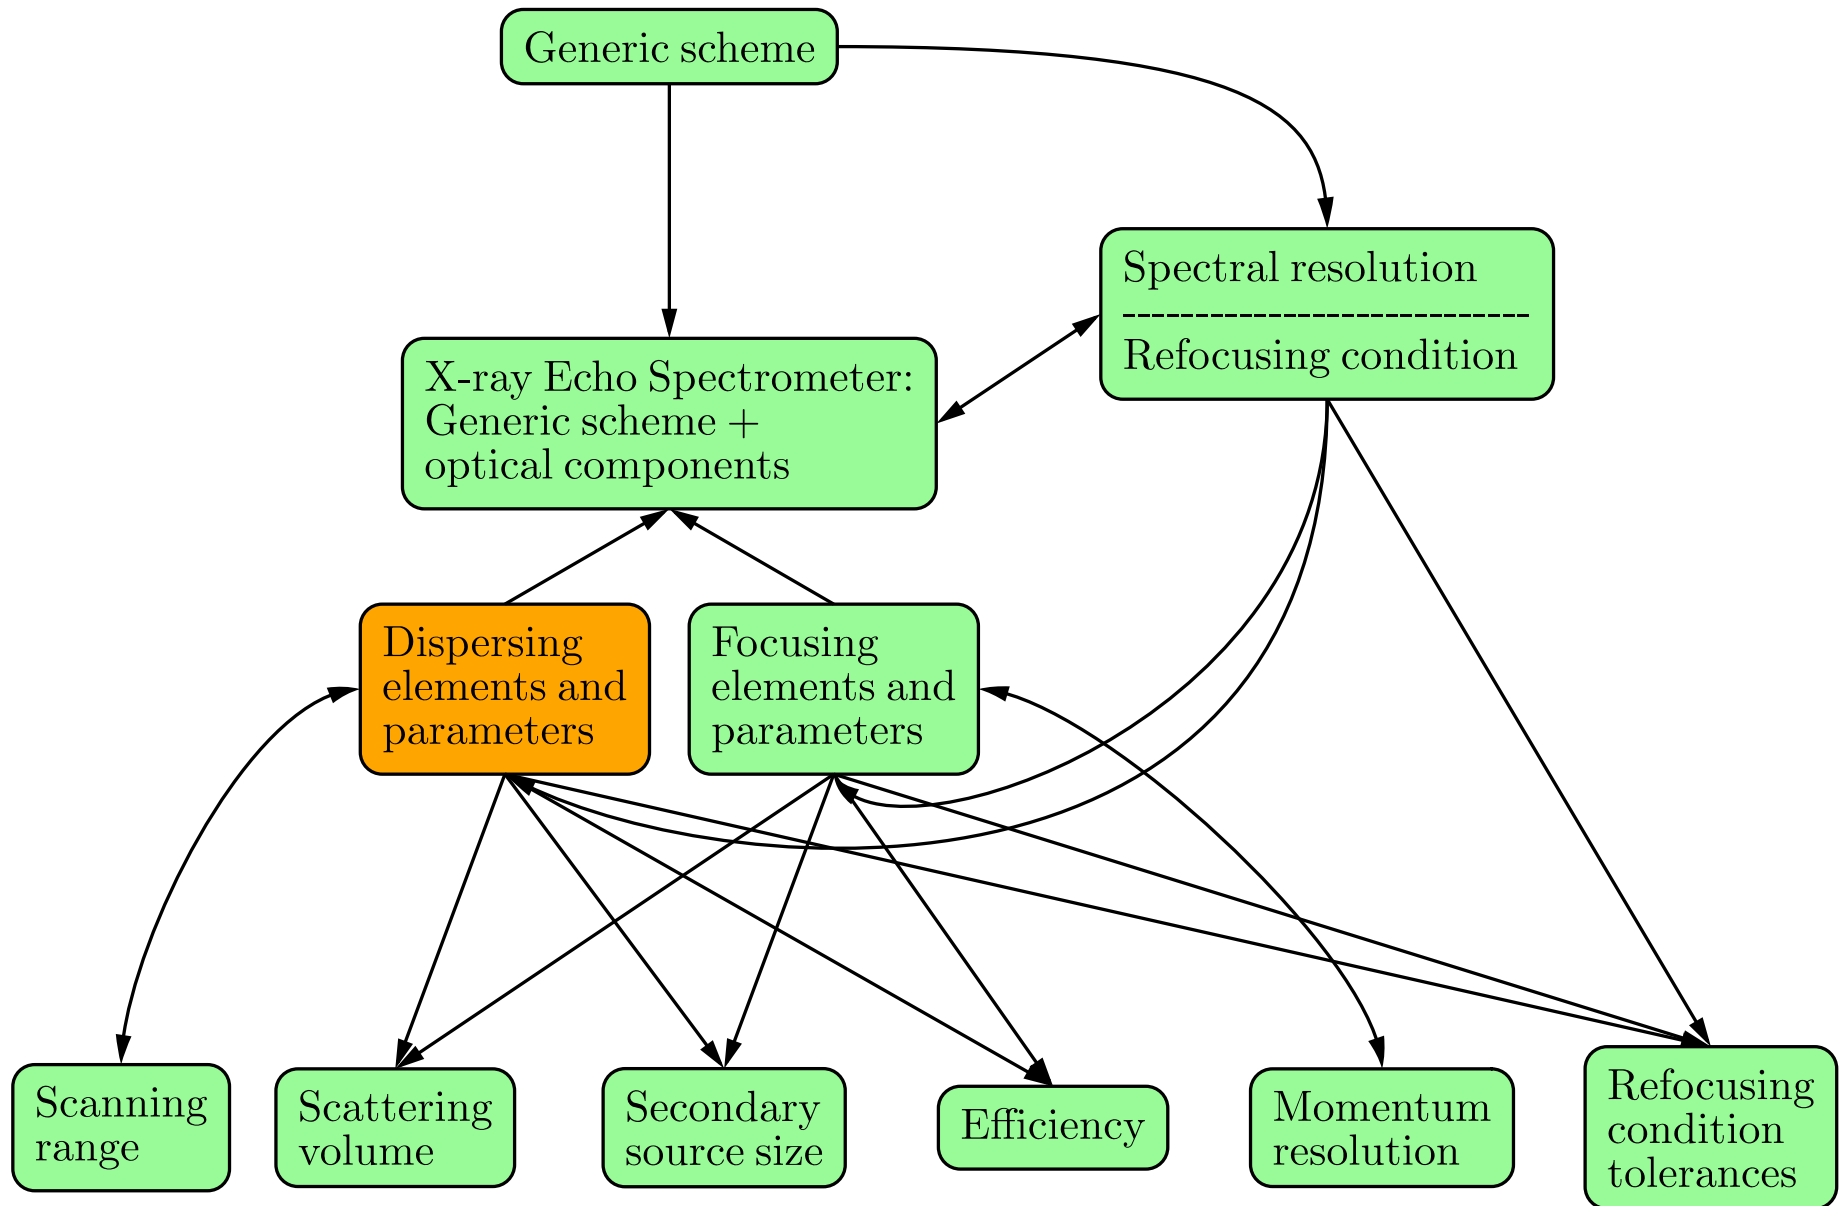 Generic scheme
Spectral resolution
----------------------------
Refocusing condition
X-ray Echo Spectrometer:
Generic scheme +
optical components
Dispersing
elements and
parameters
Focusing
elements and
parameters
Scanning
range
Scattering
volume
Secondary
source size
Efficiency
Momentum
resolution
Refocusing
condition
tolerances